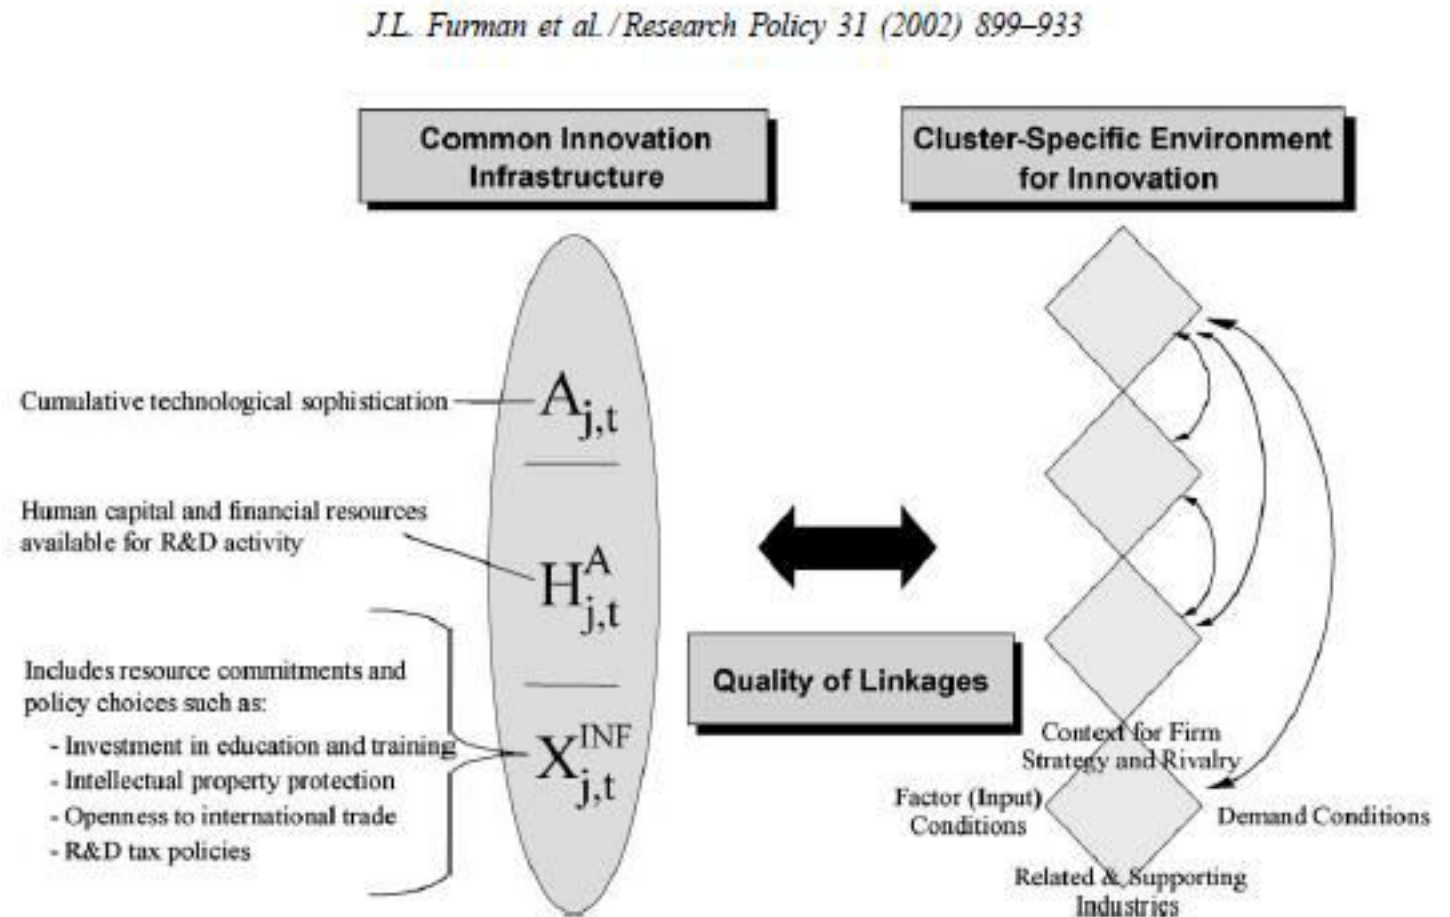 J.L. Furman et al. / Research Policy 31 (2002) 899–933
Common Innovation
Infrastructure
Cluster-Specific Environment
for Innovation
Cumulative technological sophistication
A j,t
Human capital and financial resources
available for R&D activity
H A j,t
Includes resource commitments and
policy choices such as:
- Investment in education and training
- Intellectual property protection
- Openness to international trade
- R&D tax policies
X INF j,t
Quality of Linkages
Context for Firm
Strategy and Rivalry
Factor (Input)
Conditions
Demand Conditions
Related & Supporting
Industries